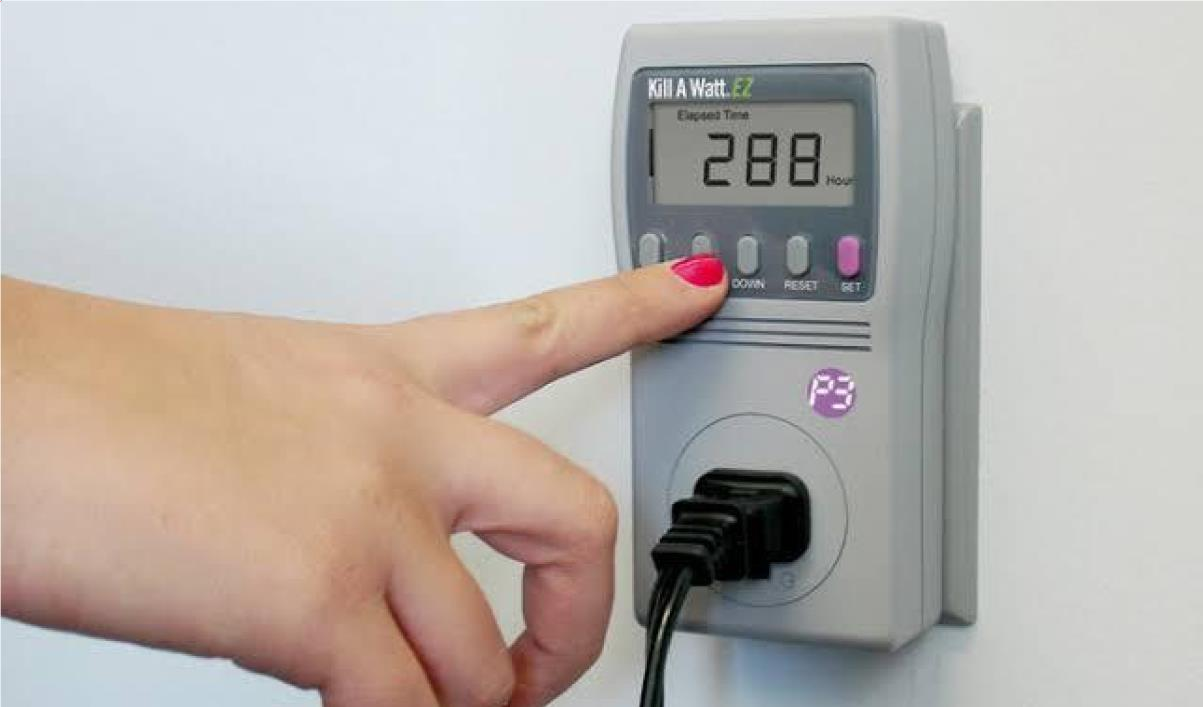 Kill A Watt. EZ
Elapsed Time
288 Hour
DOWN RESET SET
P3